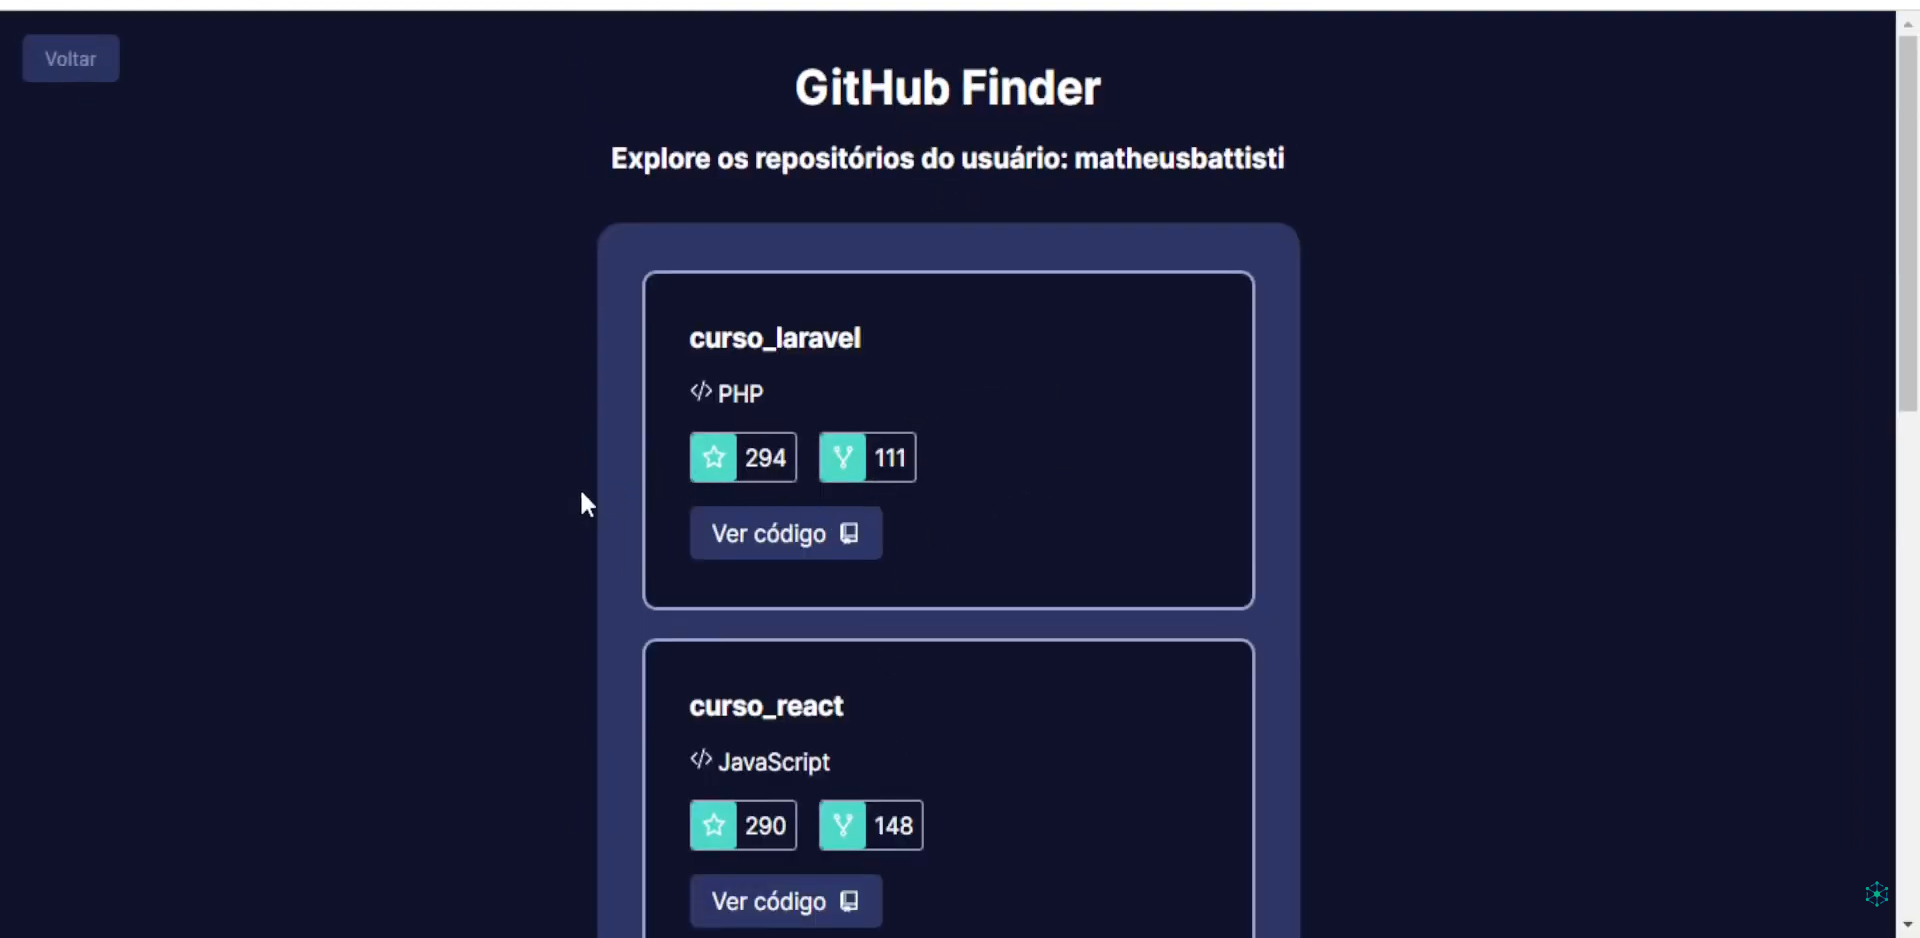 Voltar
GitHub Finder
Explore os repositórios do usuário: matheusbattisti
curso_laravel
</> PHP
294 111
Ver código
curso_react
</> JavaScript
290 148
Ver código